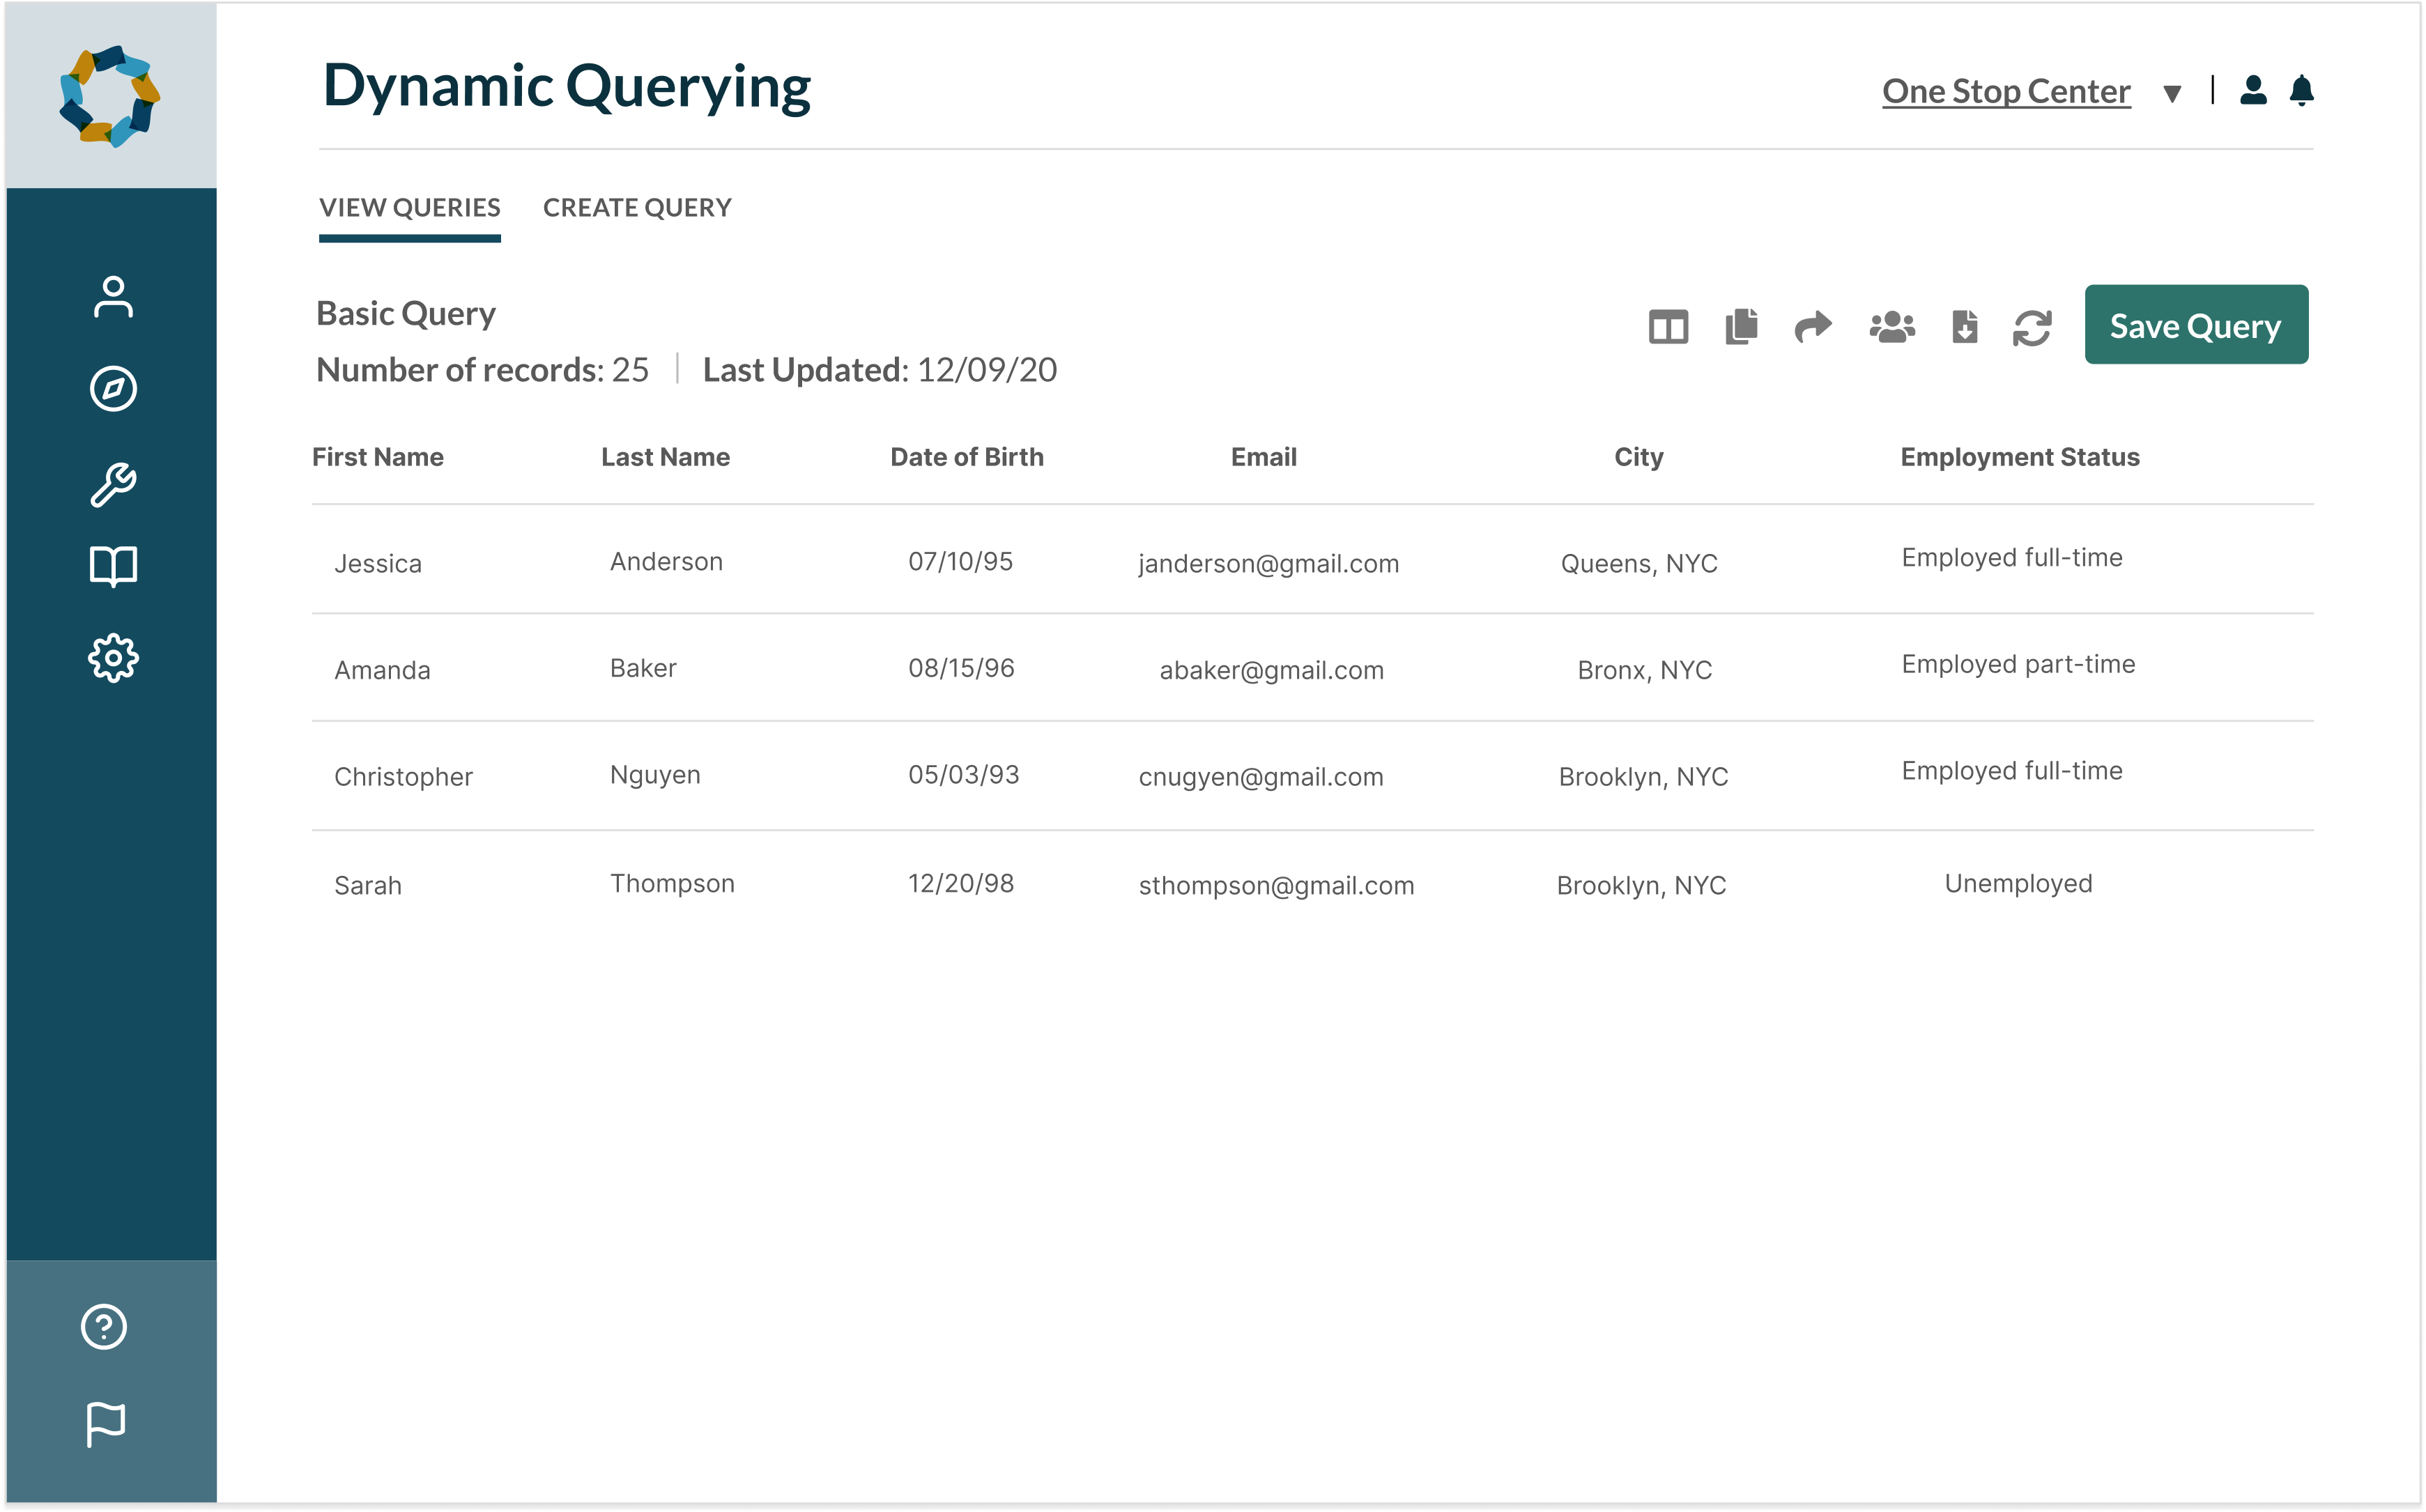 Dynamic Querying
One Stop Center
VIEW QUERIES CREATE QUERY
Basic Query
Number of records: 25 Last Updated: 12/09/20
Save Query
First Name Last Name Date of Birth Email City Employment Status
Jessica Anderson 07/10/95 janderson@gmail.com Queens, NYC Employed full-time
Amanda Baker 08/15/96 abaker@gmail.com Bronx, NYC Employed part-time
Christopher Nguyen 05/03/93 cnugyen@gmail.com Brooklyn, NYC Employed full-time
Sarah Thompson 12/20/98 sthompson@gmail.com Brooklyn, NYC Unemployed